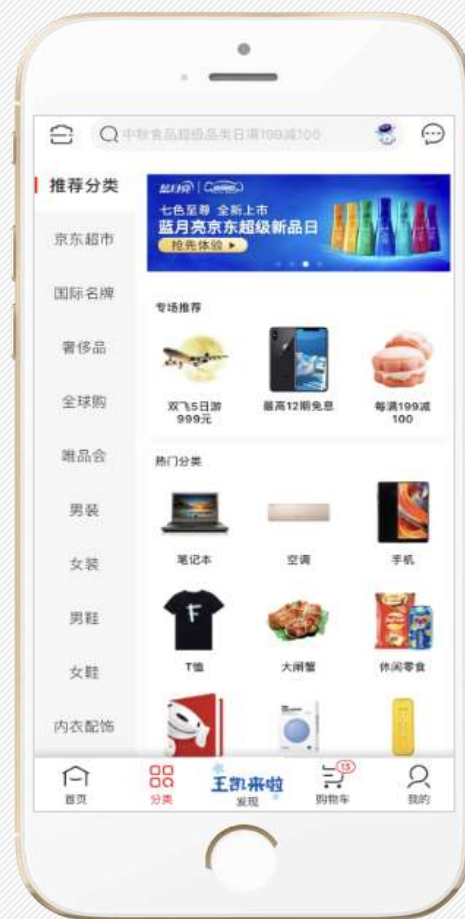 中秋食品超级品类日满199减100
推荐分类
京东超市
国际名牌
奢侈品
全球购
唯品会
男装
女装
男鞋
女鞋
内衣配饰
蓝月亮
七色至尊 全新上市
蓝月亮京东超级新品日
抢先体验
专场推荐
双飞5日游
999元
最高12期免息
每满199减
100
热门分类
笔记本
空调
手机
T恤
大闸蟹
休闲零食
首页
分类
王凯来啦
发现
13
购物车
我的